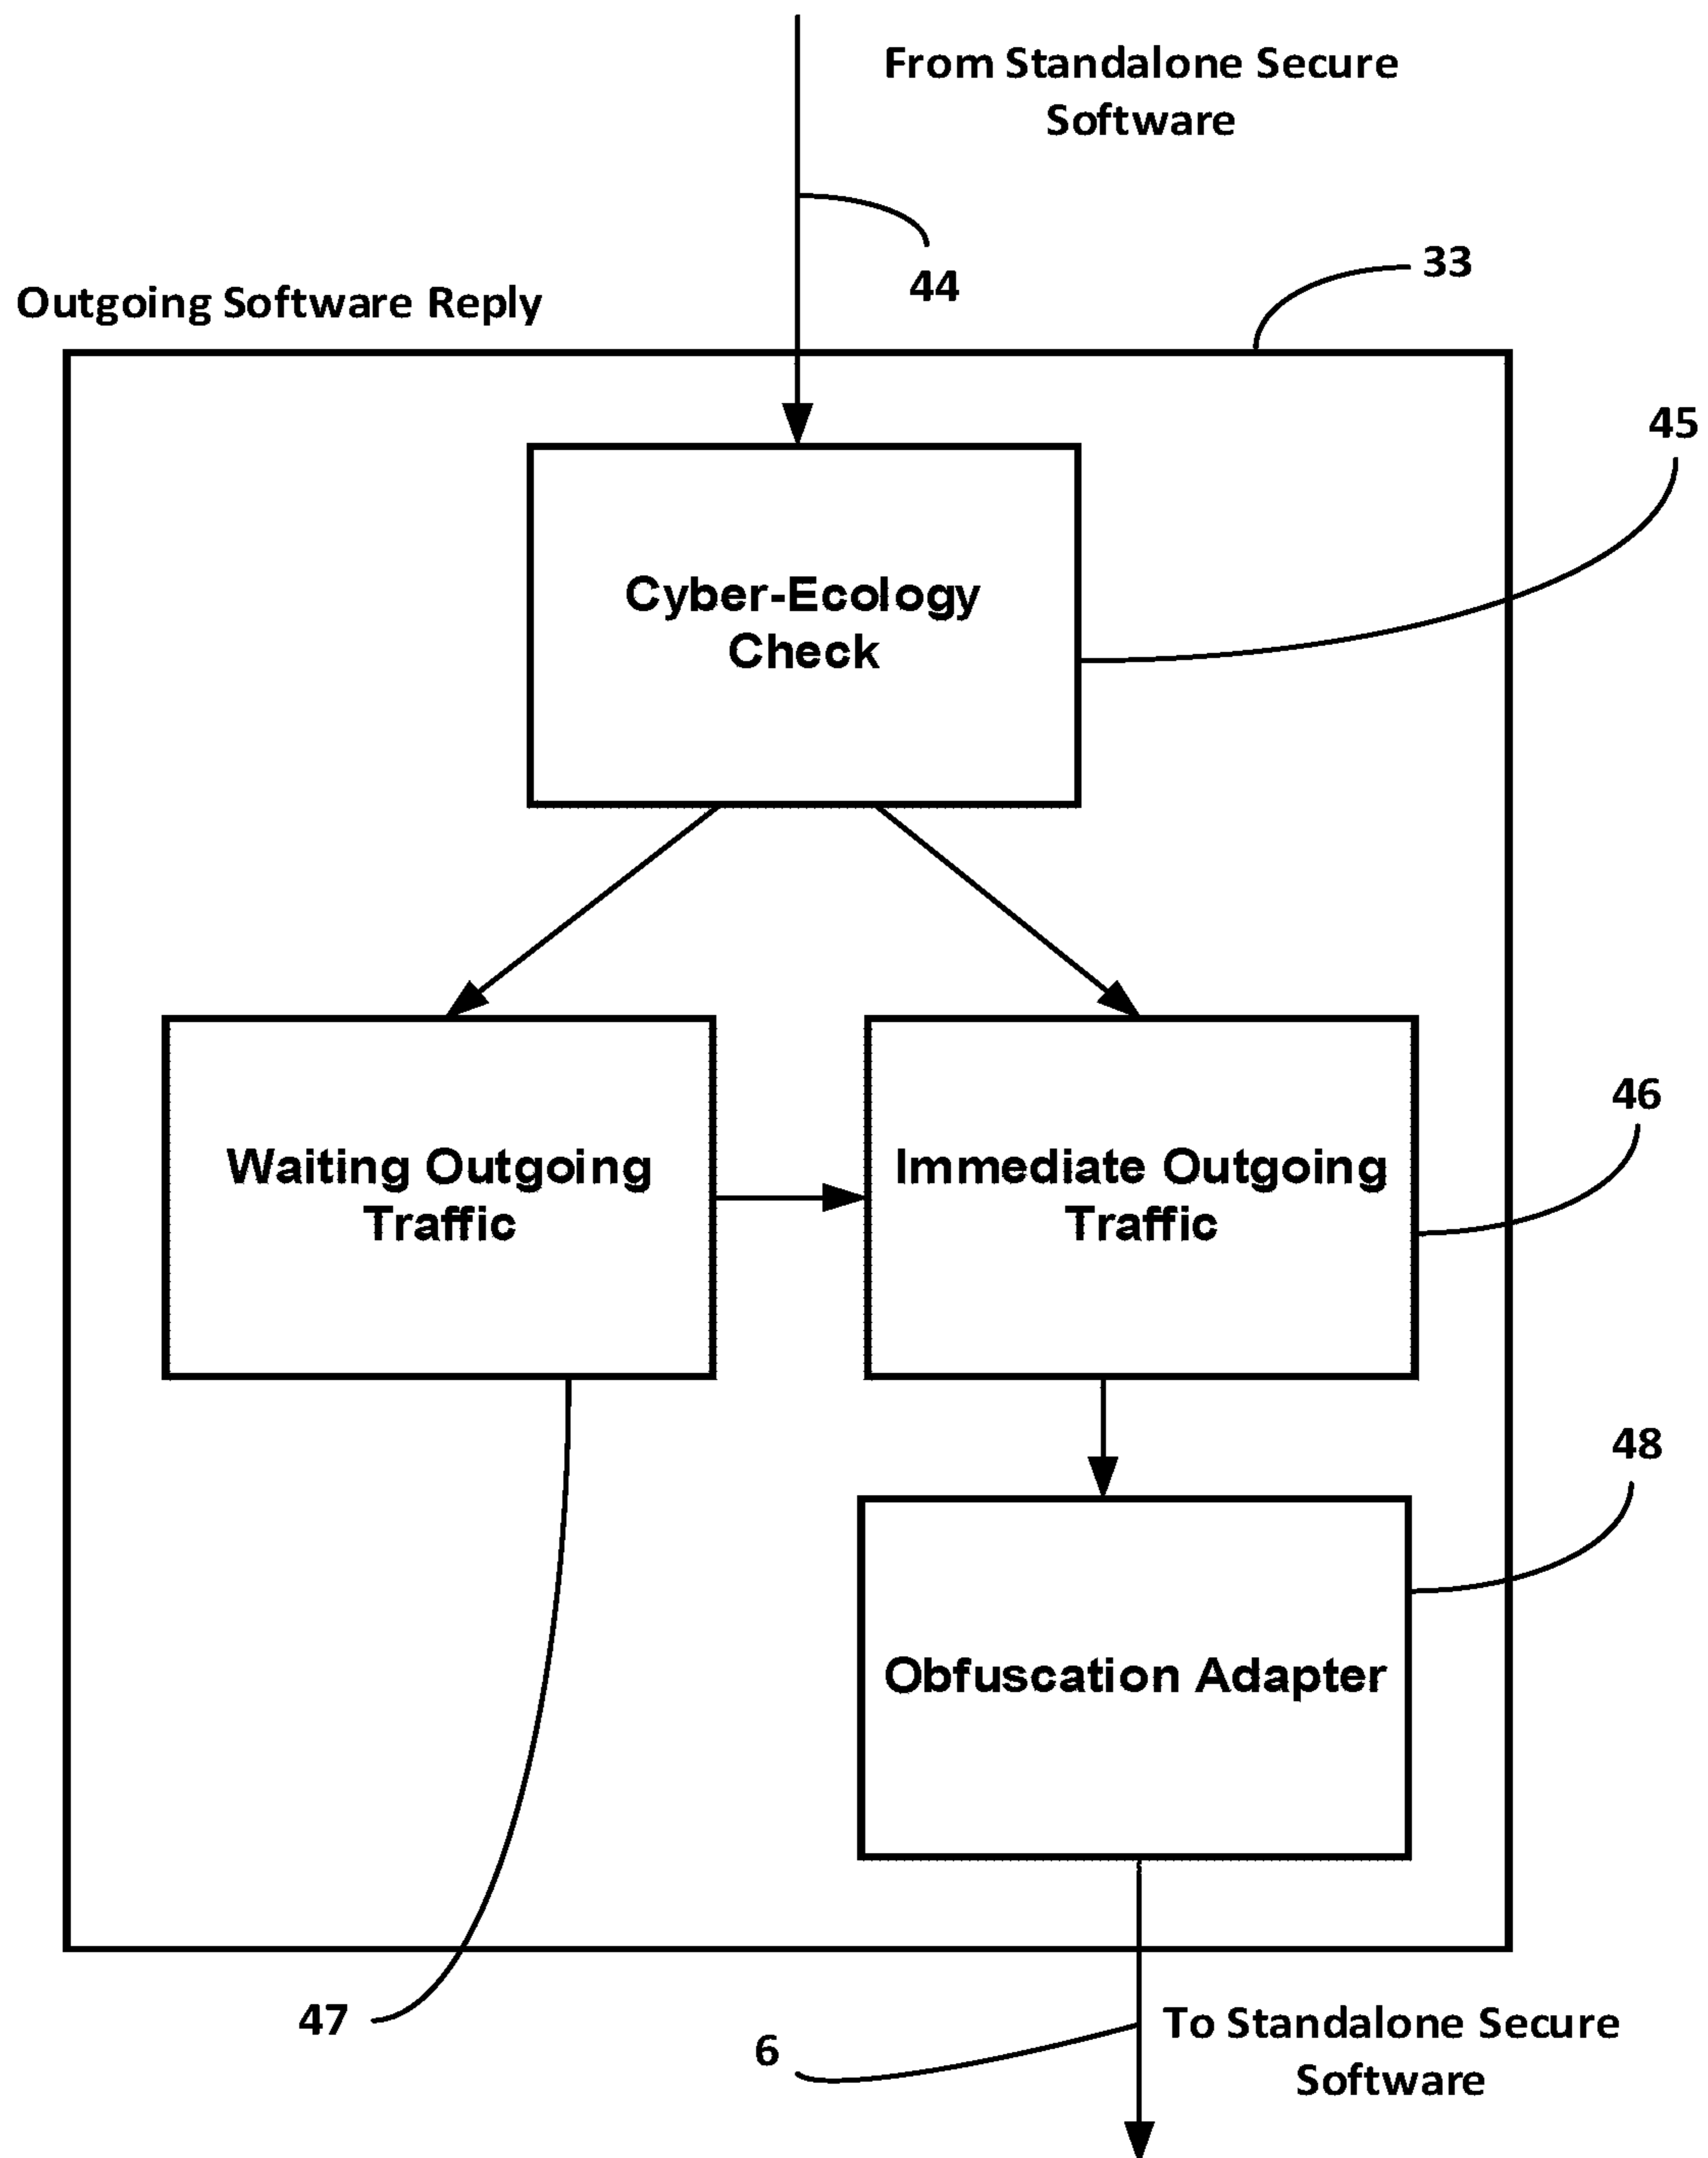 From Standalone Secure
Software
44
33
Outgoing Software Reply
45
Cyber-Ecology
Check
46
Waiting Outgoing
Traffic
Immediate Outgoing
Traffic
48
Obfuscation Adapter
47
6
To Standalone Secure
Software